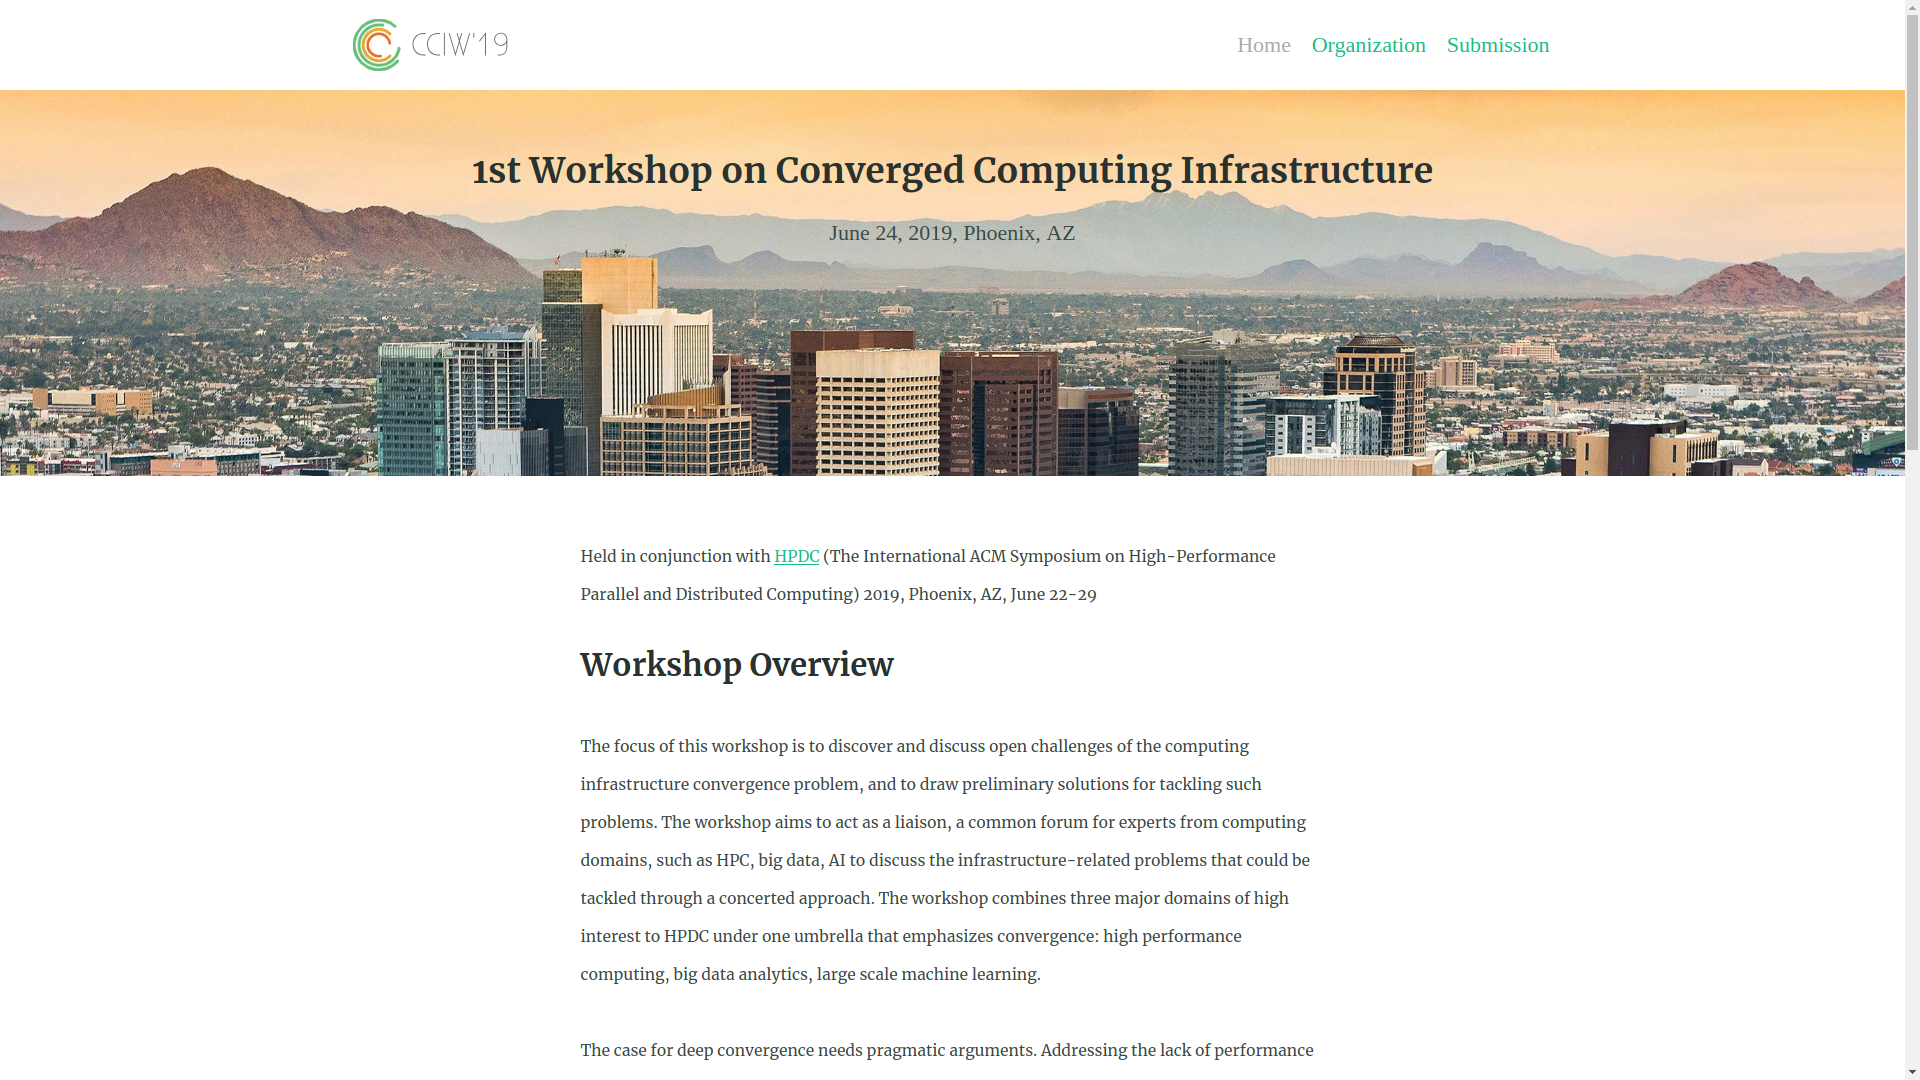 CCIW'19
Home Organization Submission
1st Workshop on Converged Computing Infrastructure
June 24, 2019, Phoenix, AZ
Held in conjunction with HPDC (The International ACM Symposium on High-Performance
Parallel and Distributed Computing) 2019, Phoenix, AZ, June 22-29
Workshop Overview
The focus of this workshop is to discover and discuss open challenges of the computing
infrastructure convergence problem, and to draw preliminary solutions for tackling such
problems. The workshop aims to act as a liaison, a common forum for experts from computing
domains, such as HPC, big data, AI to discuss the infrastructure-related problems that could be
tackled through a concerted approach. The workshop combines three major domains of high
interest to HPDC under one umbrella that emphasizes convergence: high performance
computing, big data analytics, large scale machine learning.
The case for deep convergence needs pragmatic arguments. Addressing the lack of performance